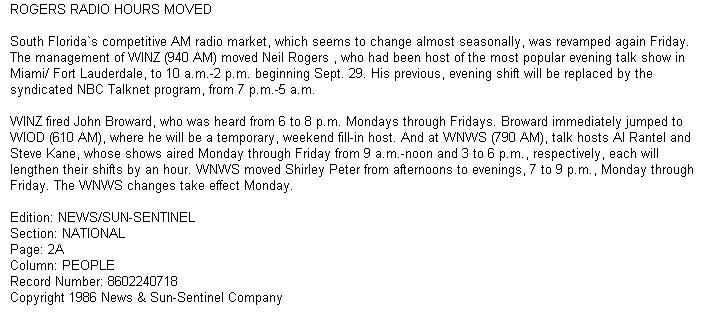 ROGERS RADIO HOURS MOVED
South Florida`s competitive AM radio market, which seems to change almost seasonally, was revamped again Friday.
The management of WINZ (940 AM) moved Neil Rogers , who had been host of the most popular evening talk show in
Miami/ Fort Lauderdale, to 10 a.m.-2 p.m. beginning Sept. 29. His previous, evening shift will be replaced by the
syndicated NBC Talknet program, from 7 p.m.-5 a.m.
WINZ fired John Broward, who was heard from 6 to 8 p.m. Mondays through Fridays. Broward immediately jumped to
WIOD (610 AM), where he will be a temporary, weekend fill-in host. And at WNWS (790 AM), talk hosts Al Rantel and
Steve Kane, whose shows aired Monday through Friday from 9 a.m.-noon and 3 to 6 p.m., respectively, each will
lengthen their shifts by an hour. WNWS moved Shirley Peter from afternoons to evenings, 7 to 9 p.m., Monday through
Friday. The WNWS changes take effect Monday.
Edition: NEWS/SUN-SENTINEL
Section: NATIONAL
Page: 2A
Column: PEOPLE
Record Number: 8602240718
Copyright 1986 News & Sun-Sentinel Company